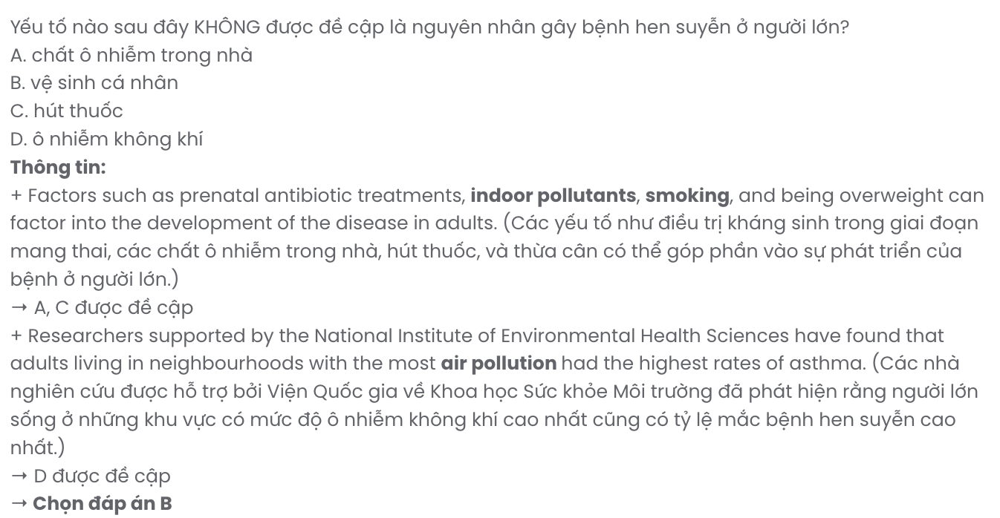 Yếu tố nào sau đây KHÔNG được đề cập là nguyên nhân gây bệnh hen suyễn ở người lớn?
A. chất ô nhiễm trong nhà
B. vệ sinh cá nhân
C. hút thuốc
D. ô nhiễm không khí
Thông tin:
+ Factors such as prenatal antibiotic treatments, indoor pollutants, smoking, and being overweight can
factor into the development of the disease in adults. (Các yếu tố như điều trị kháng sinh trong giai đoạn
mang thai, các chất ô nhiễm trong nhà, hút thuốc, và thừa cân có thể góp phần vào sự phát triển của
bệnh ở người lớn.)
→ A, C được đề cập
+ Researchers supported by the National Institute of Environmental Health Sciences have found that
adults living in neighbourhoods with the most air pollution had the highest rates of asthma. (Các nhà
nghiên cứu được hỗ trợ bởi Viện Quốc gia về Khoa học Sức khỏe Môi trường đã phát hiện rằng người lớn
sống ở những khu vực có mức độ ô nhiễm không khí cao nhất cũng có tỷ lệ mắc bệnh hen suyễn cao
nhất.)
→ D được đề cập
→ Chọn đáp án B